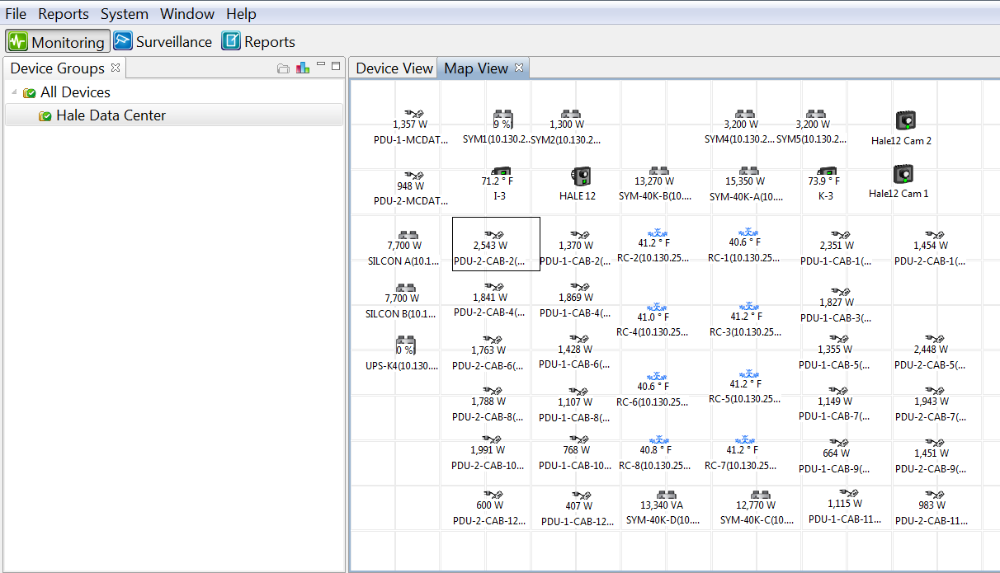 File Reports System Window Help
Monitoring Surveillance Reports
Device Groups
All Devices
Hale Data Center
Device View Map View
1,357 W 9 % 1,300 W 3,200 W 3,200 W
PDU-1-MCDAT... SYM1(10.130.2... SYM2(10.130.2... SYM4(10.130.2... SYM5(10.130.2... Hale12 Cam 2
948 W 71.2 ° F 13,270 W 15,350 W 73.9 ° F
PDU-2-MCDAT... I-3 HALE 12 SYM-40K-B(10.... SYM-40K-A(10.... K-3 Hale12 Cam 1
7,700 W 2,543 W 1,370 W 41.2 ° F 40.6 ° F 2,351 W 1,454 W
SILCON A(10.1... PDU-2-CAB-2(... PDU-1-CAB-2(... RC-2(10.130.25... RC-1(10.130.25... PDU-1-CAB-1(... PDU-2-CAB-1(...
7,700 W 1,841 W 1,869 W 41.0 ° F 41.2 ° F 1,827 W
SILCON B(10.1... PDU-2-CAB-4(... PDU-1-CAB-4(... RC-4(10.130.25... RC-3(10.130.25... PDU-1-CAB-3(...
0 % 1,763 W 1,428 W 1,355 W 2,448 W
UPS-K4(10.130.... PDU-2-CAB-6(... PDU-1-CAB-6(... PDU-1-CAB-5(... PDU-2-CAB-5(...
1,788 W 1,107 W 40.6 ° F 41.2 ° F 1,149 W 1,943 W
PDU-2-CAB-8(... PDU-1-CAB-8(... RC-6(10.130.25... RC-5(10.130.25... PDU-1-CAB-7(... PDU-2-CAB-7(...
1,991 W 768 W 40.8 ° F 41.2 ° F 664 W 1,451 W
PDU-2-CAB-10... PDU-1-CAB-10... RC-8(10.130.25... RC-7(10.130.25... PDU-1-CAB-9(... PDU-2-CAB-9(...
600 W 407 W 13,340 VA 12,770 W 1,115 W 983 W
PDU-2-CAB-12... PDU-1-CAB-12... SYM-40K-D(10.... SYM-40K-C(10.... PDU-1-CAB-11... PDU-2-CAB-11...